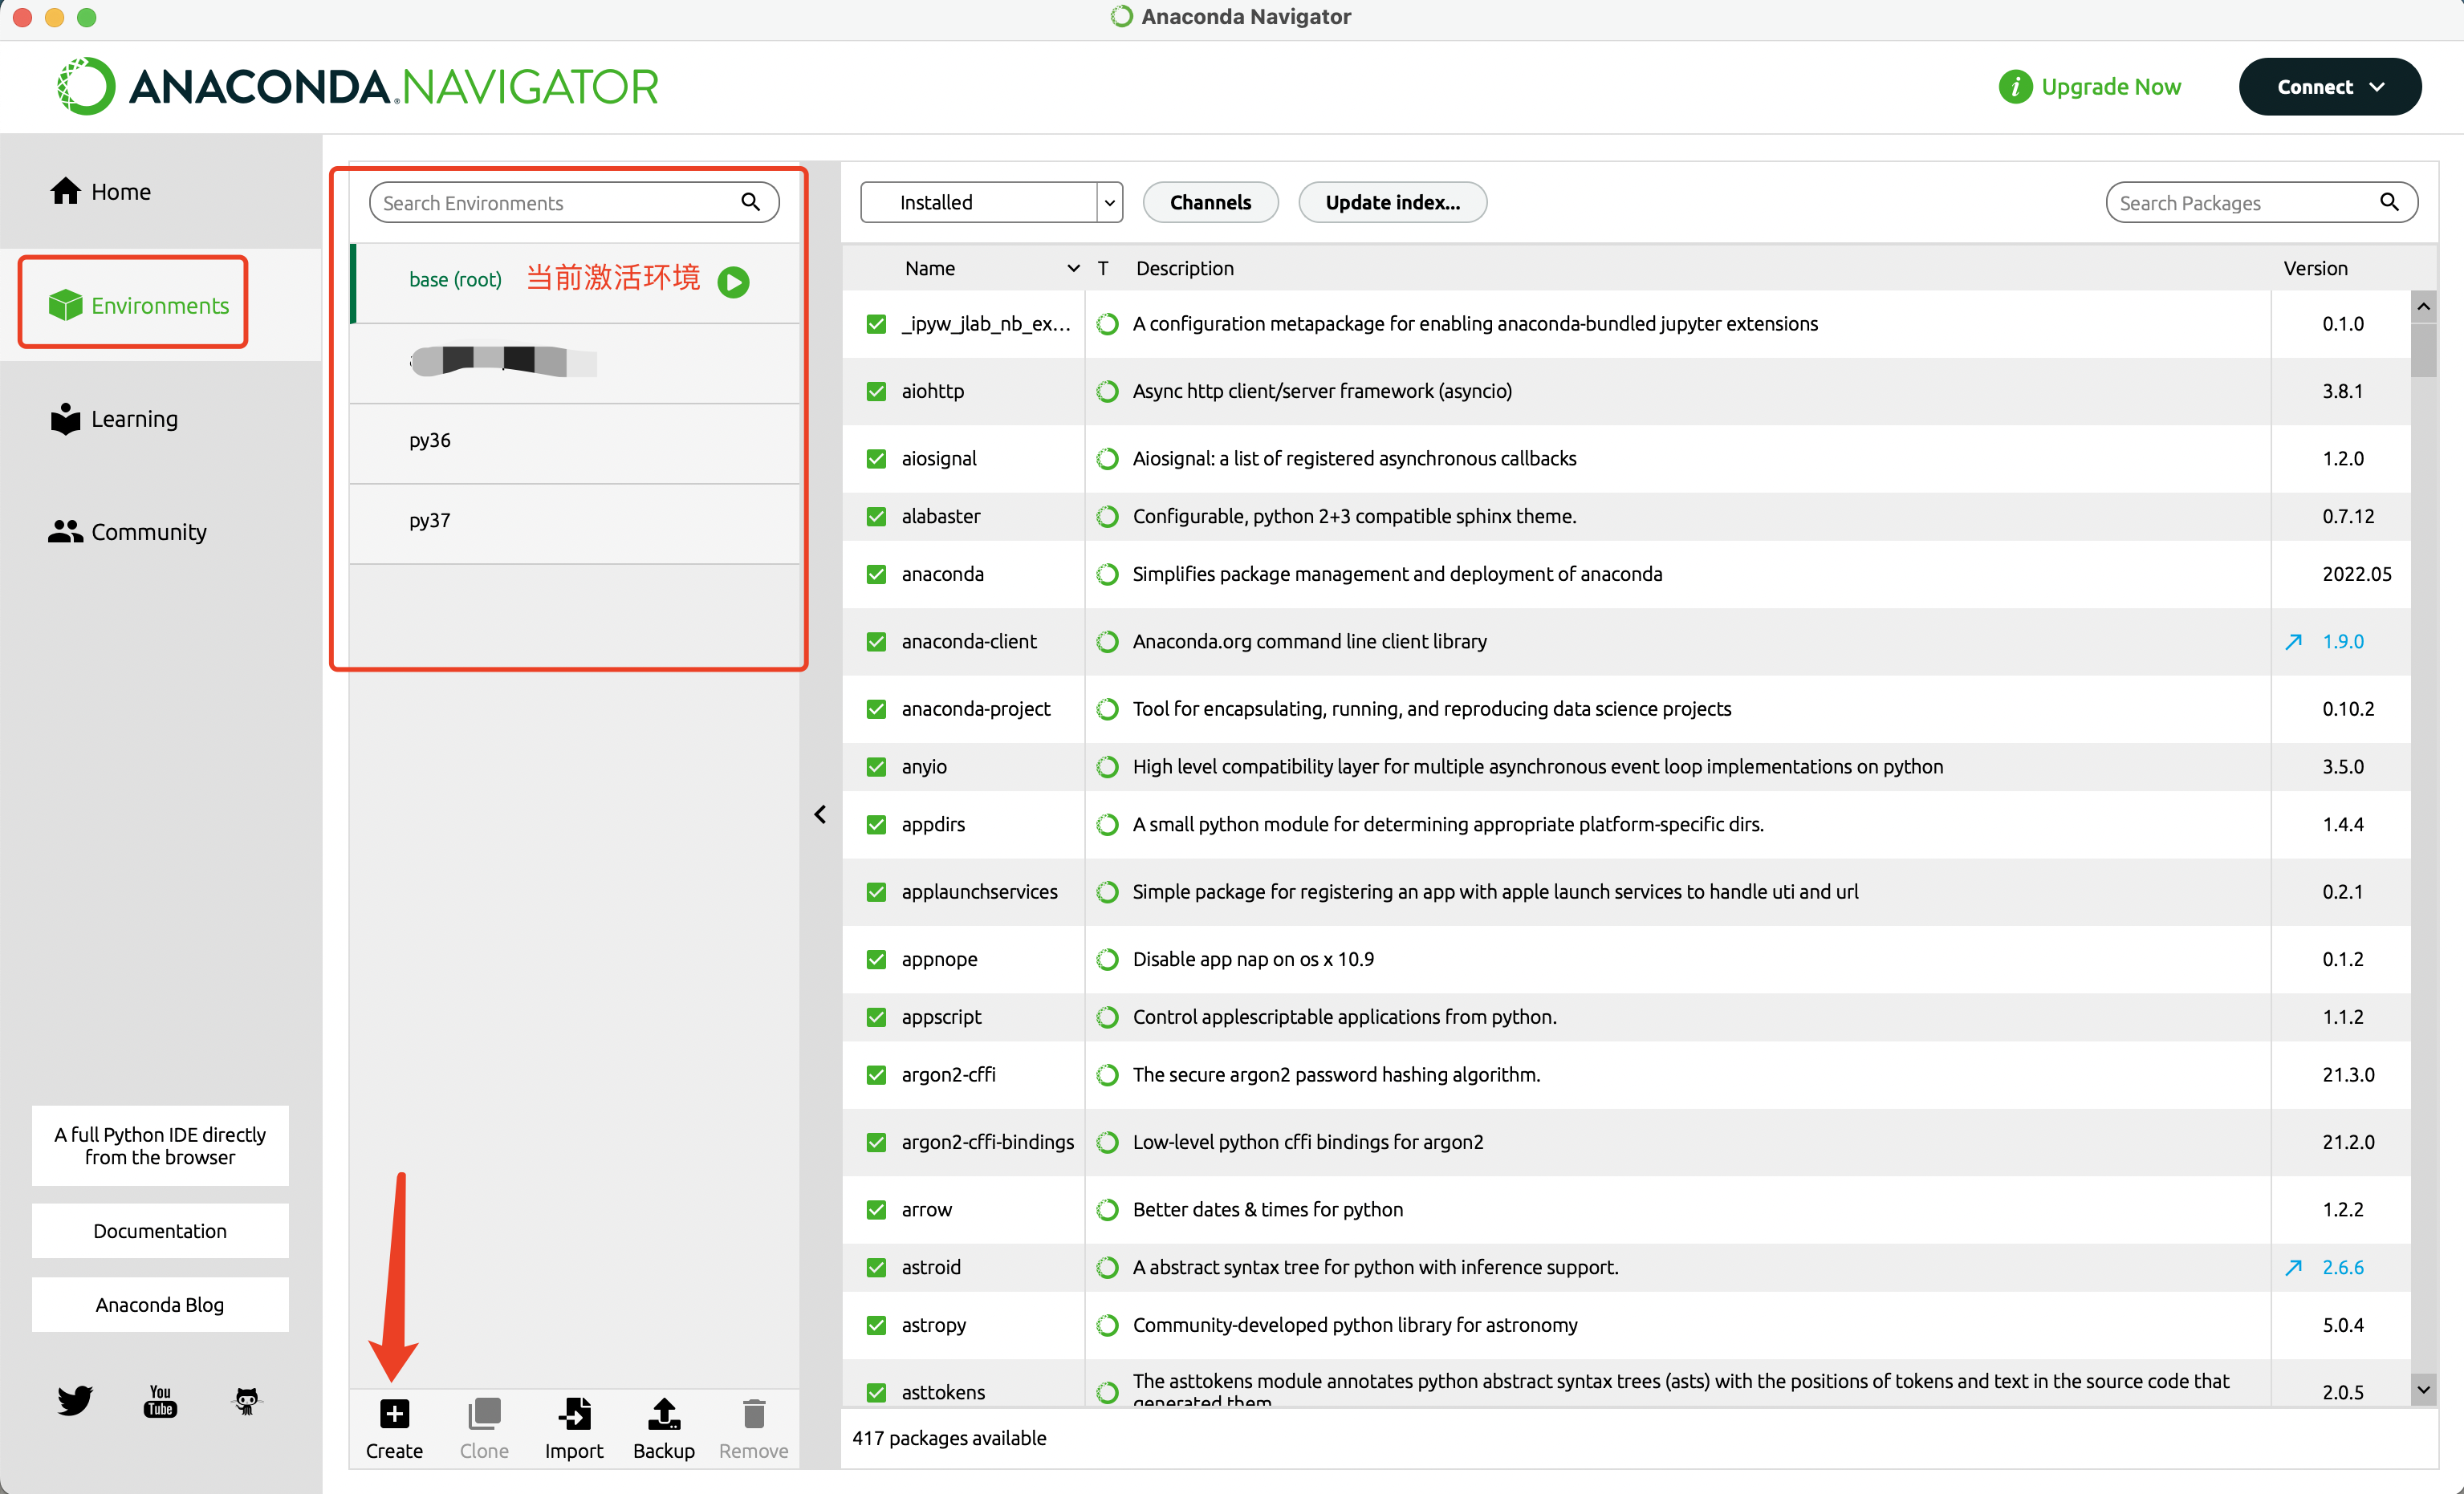 Anaconda Navigator
ANACONDA.NAVIGATOR
Upgrade Now
Connect
Home
Environments
Learning
Community
A full Python IDE directly
from the browser
Documentation
Anaconda Blog
You
Tube
Search Environments
base (root) 当前激活环境
py36
py37
Create Clone Import Backup Remove
Installed Channels Update index... Search Packages
Name T Description Version
_ipyw_jlab_nb_ex... A configuration metapackage for enabling anaconda-bundled jupyter extensions 0.1.0
aiohttp Async http client/server framework (asyncio) 3.8.1
aiosignal Aiosignal: a list of registered asynchronous callbacks 1.2.0
alabaster Configurable, python 2+3 compatible sphinx theme. 0.7.12
anaconda Simplifies package management and deployment of anaconda 2022.05
anaconda-client Anaconda.org command line client library 1.9.0
anaconda-project Tool for encapsulating, running, and reproducing data science projects 0.10.2
anyio High level compatibility layer for multiple asynchronous event loop implementations on python 3.5.0
appdirs A small python module for determining appropriate platform-specific dirs. 1.4.4
applaunchservices Simple package for registering an app with apple launch services to handle uti and url 0.2.1
appnope Disable app nap on os x 10.9 0.1.2
appscript Control applescriptable applications from python. 1.1.2
argon2-cffi The secure argon2 password hashing algorithm. 21.3.0
argon2-cffi-bindings Low-level python cffi bindings for argon2 21.2.0
arrow Better dates & times for python 1.2.2
astroid A abstract syntax tree for python with inference support. 2.6.6
astropy Community-developed python library for astronomy 5.0.4
asttokens The asttokens module annotates python abstract syntax trees (asts) with the positions of tokens and text in the source code that 2.0.5
generated them
417 packages available